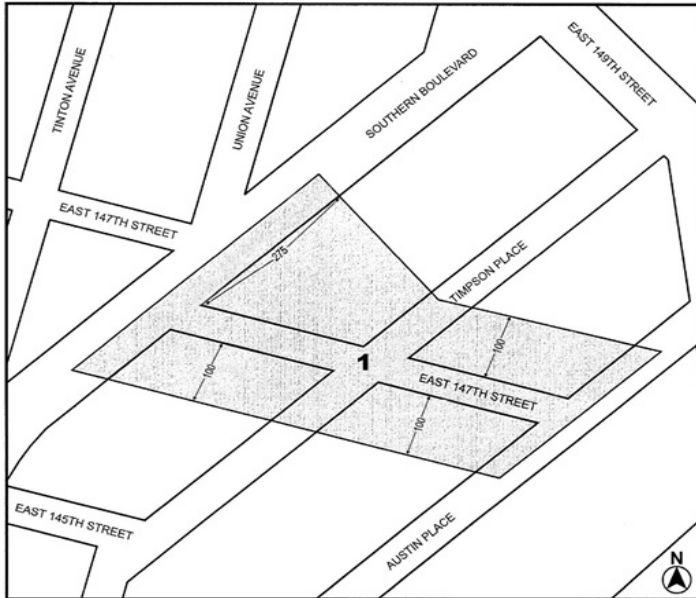 EAST 149TH STREET
TINTON AVENUE
UNION AVENUE
SOUTHERN BOULEVARD
EAST 147TH STREET
275
TIMPSON PLACE
100
100
1
EAST 147TH STREET
100
EAST 145TH STREET
AUSTIN PLACE
N